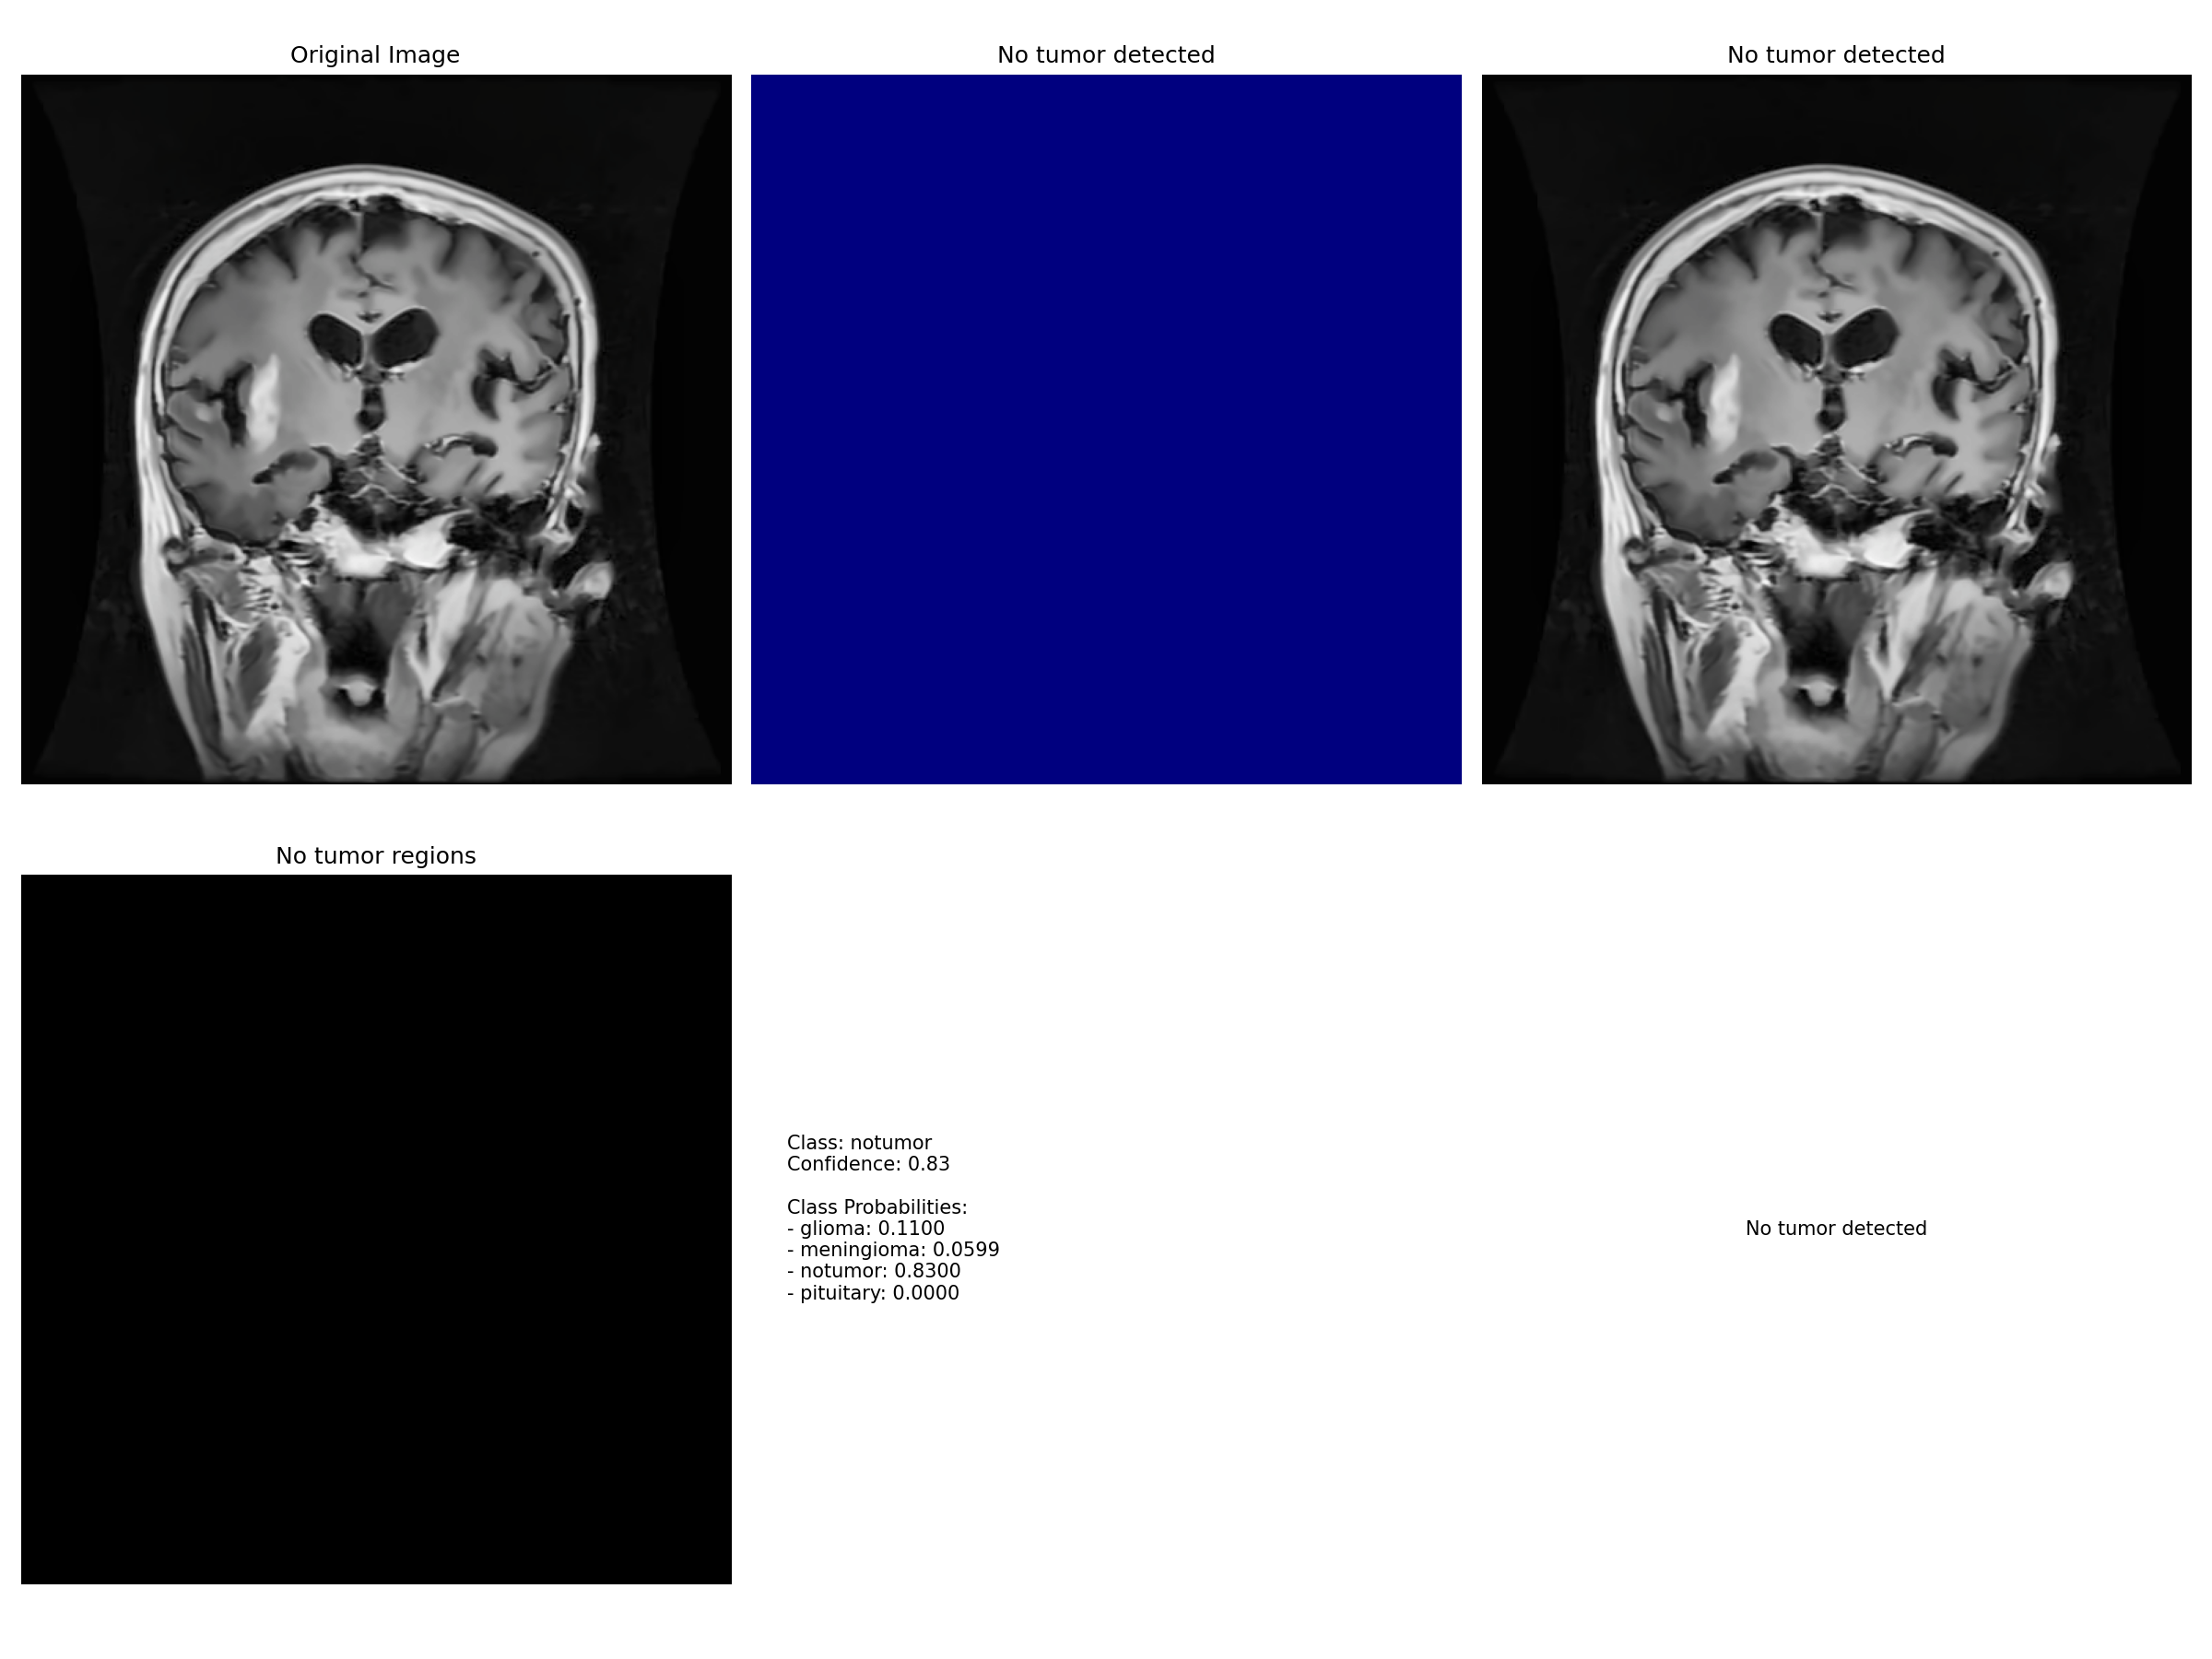 Original Image
No tumor detected
No tumor detected
No tumor regions
Class: notumor
Confidence: 0.83
Class Probabilities:
- glioma: 0.1100
- meningioma: 0.0599
- notumor: 0.8300
- pituitary: 0.0000
No tumor detected